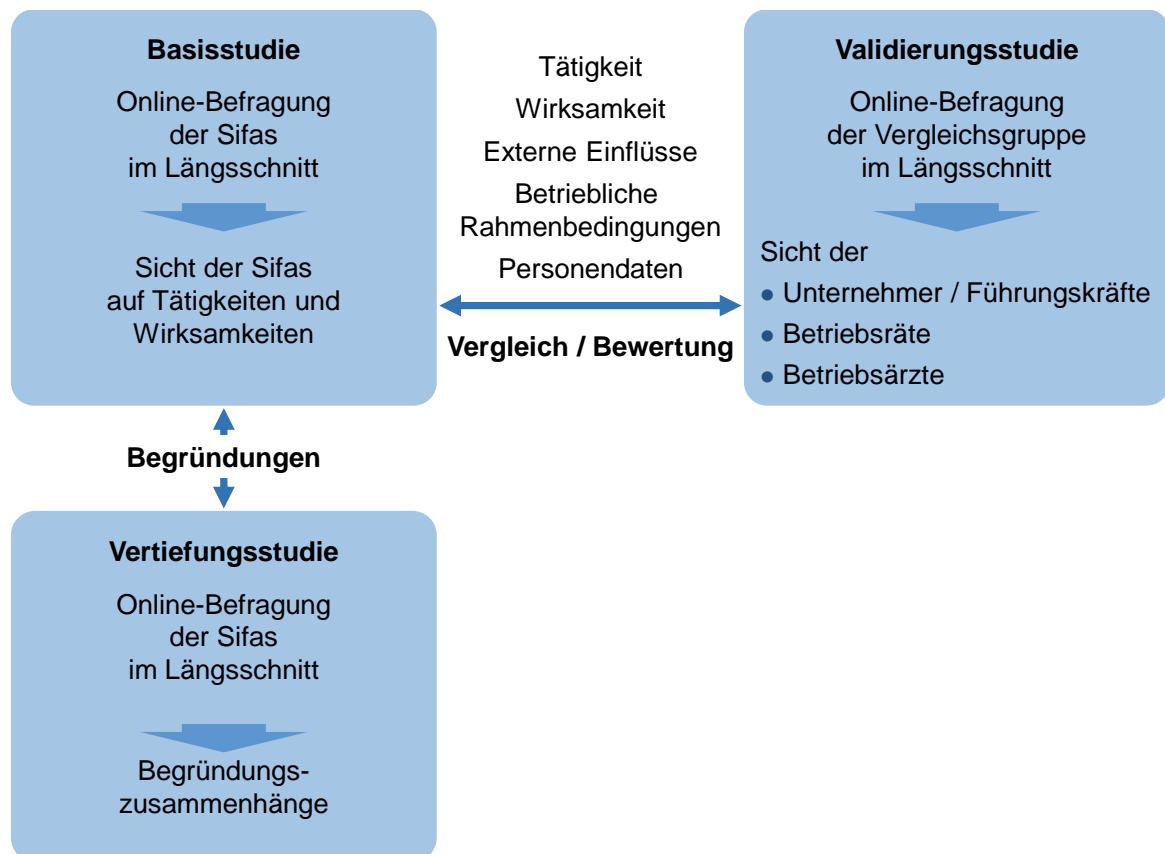 Basisstudie
Online-Befragung
der Sifas
im Längsschnitt
Sicht der Sifas
auf Tätigkeiten und
Wirksamkeiten
Tätigkeit
Wirksamkeit
Externe Einflüsse
Betriebliche
Rahmenbedingungen
Personendaten
Vergleich / Bewertung
Validierungsstudie
Online-Befragung
der Vergleichsgruppe
im Längsschnitt
Sicht der
● Unternehmer / Führungskräfte
● Betriebsräte
● Betriebsärzte
Begründungen
Vertiefungsstudie
Online-Befragung
der Sifas
im Längsschnitt
Begründungs-
zusammenhänge